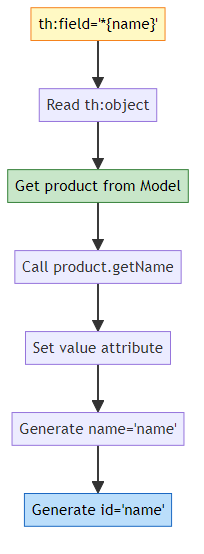 th:field='*{name}'
Read th:object
Get product from Model
Call product.getName
Set value attribute
Generate name='name'
Generate id='name'